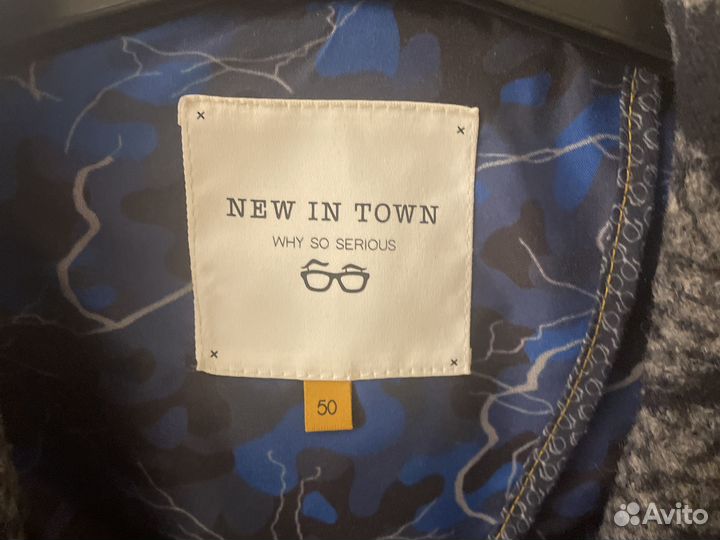 NEW IN TOWN
WHY SO SERIOUS
50
Avito